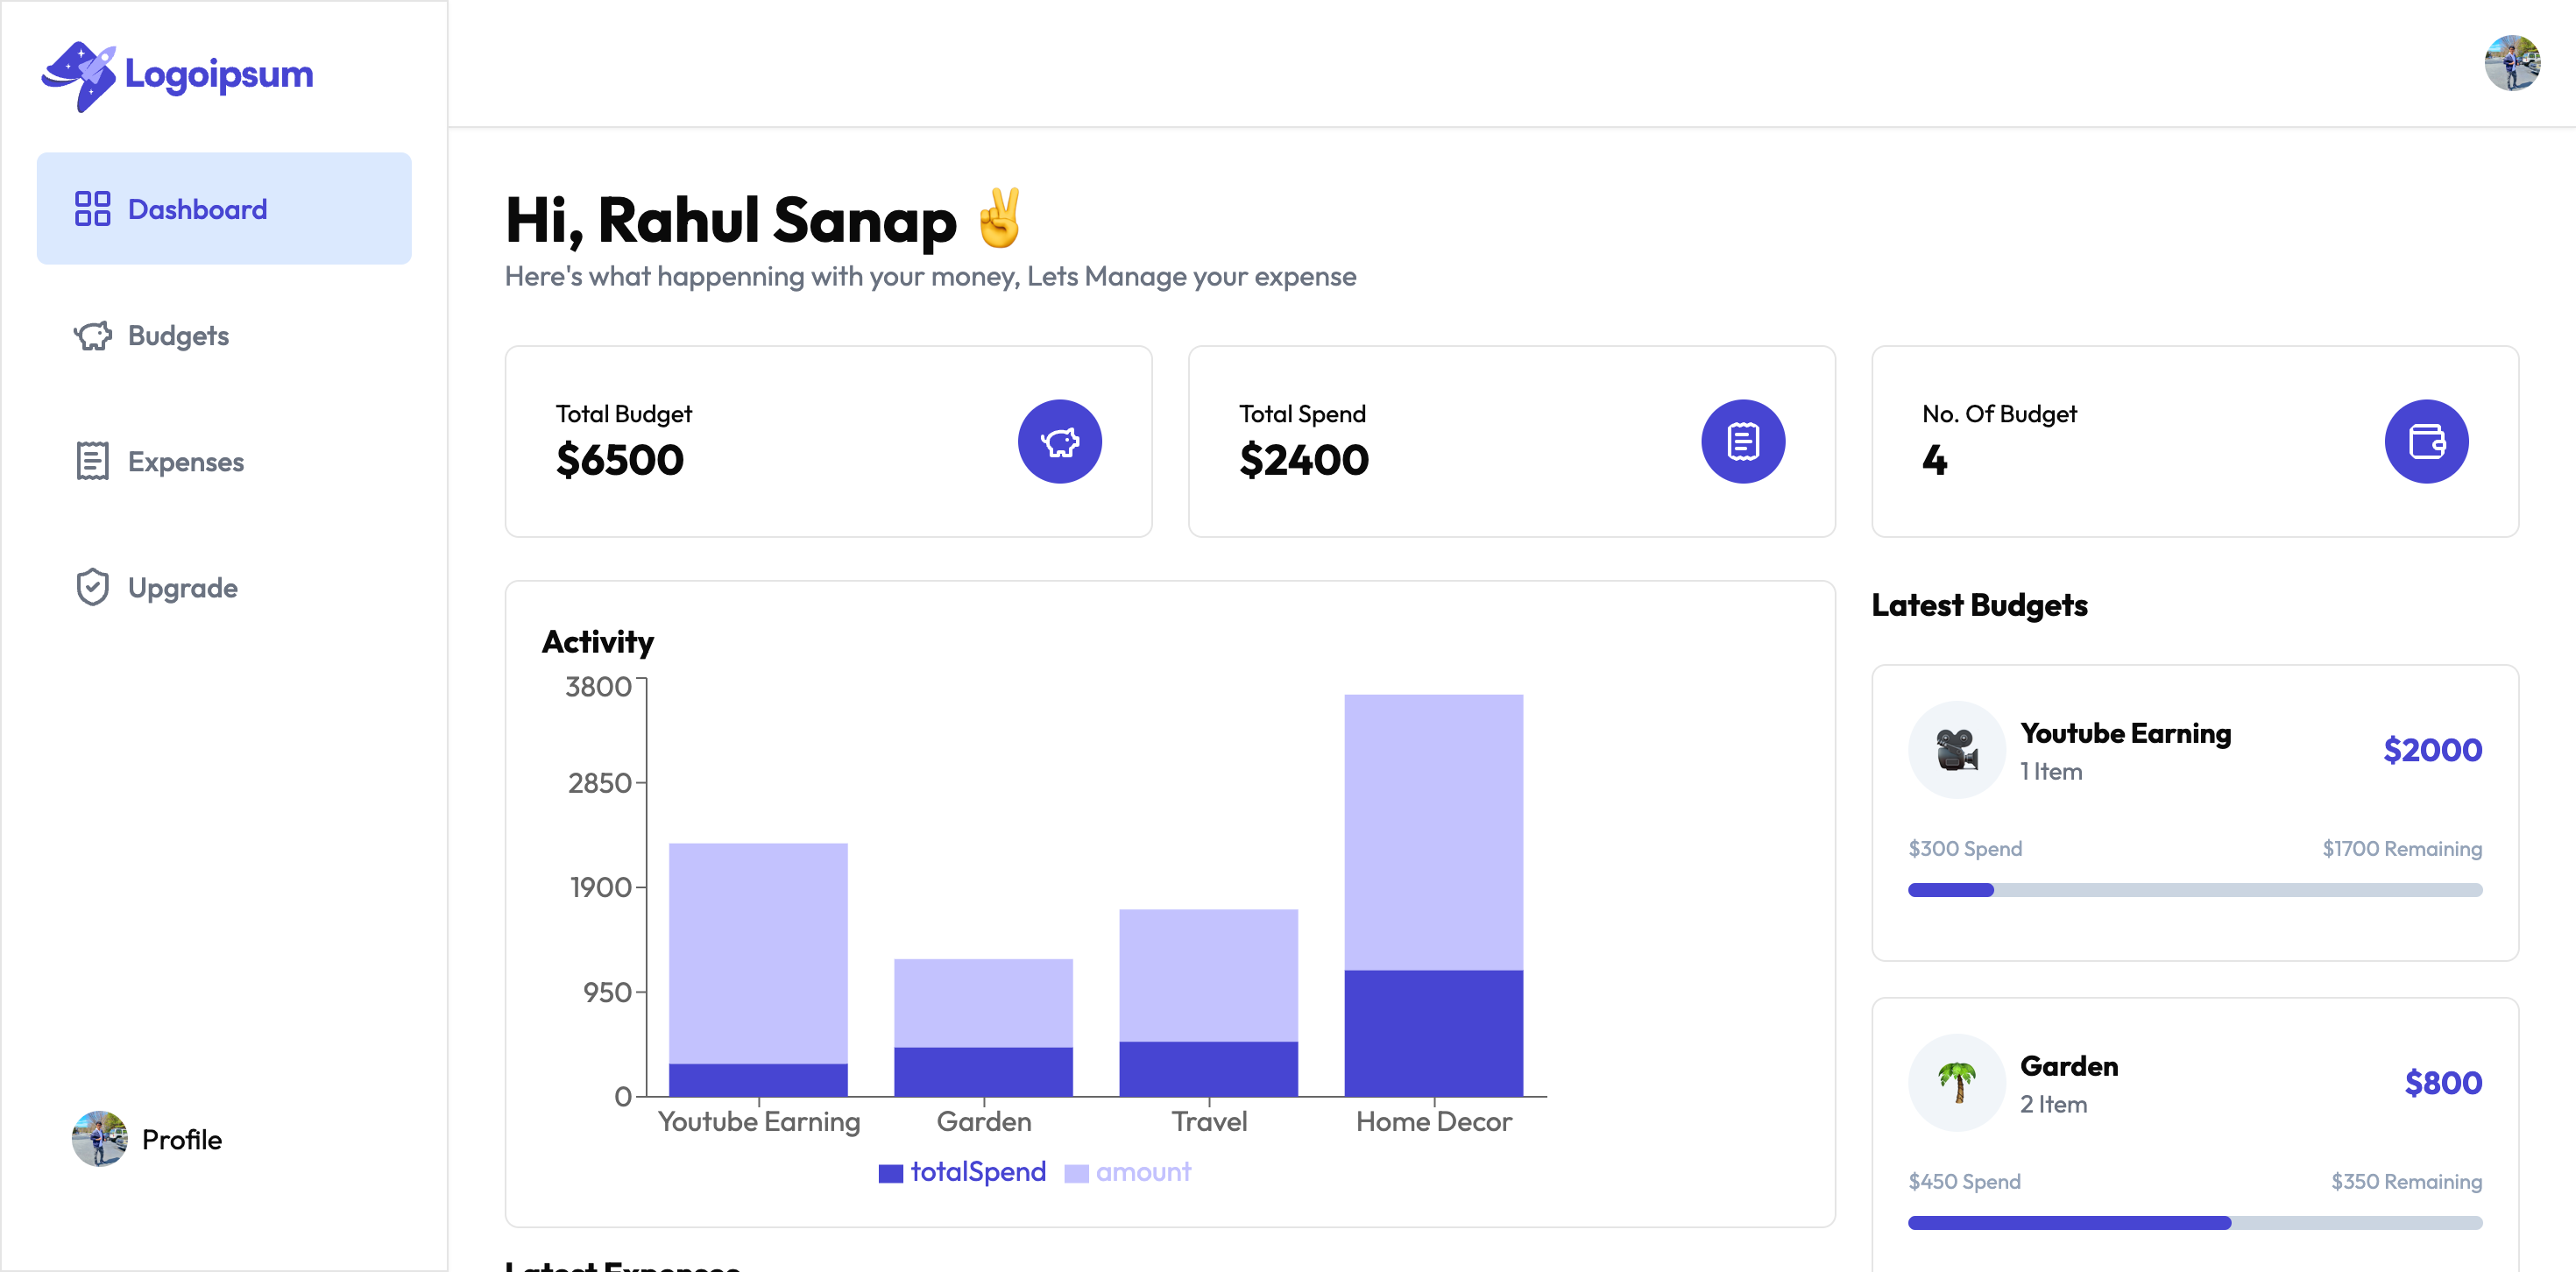 Logoipsum
Dashboard
Budgets
Expenses
Upgrade
Profile
Hi, Rahul Sanap ✌️
Here's what happenning with your money, Lets Manage your expense
Total Budget
$6500
Total Spend
$2400
No. Of Budget
4
Activity
3800
2850
1900
950
0
Youtube Earning
Garden
Travel
Home Decor
totalSpend
amount
Latest Expenses
Latest Budgets
Youtube Earning
1 Item
$2000
$300 Spend
$1700 Remaining
Garden
2 Item
$800
$450 Spend
$350 Remaining